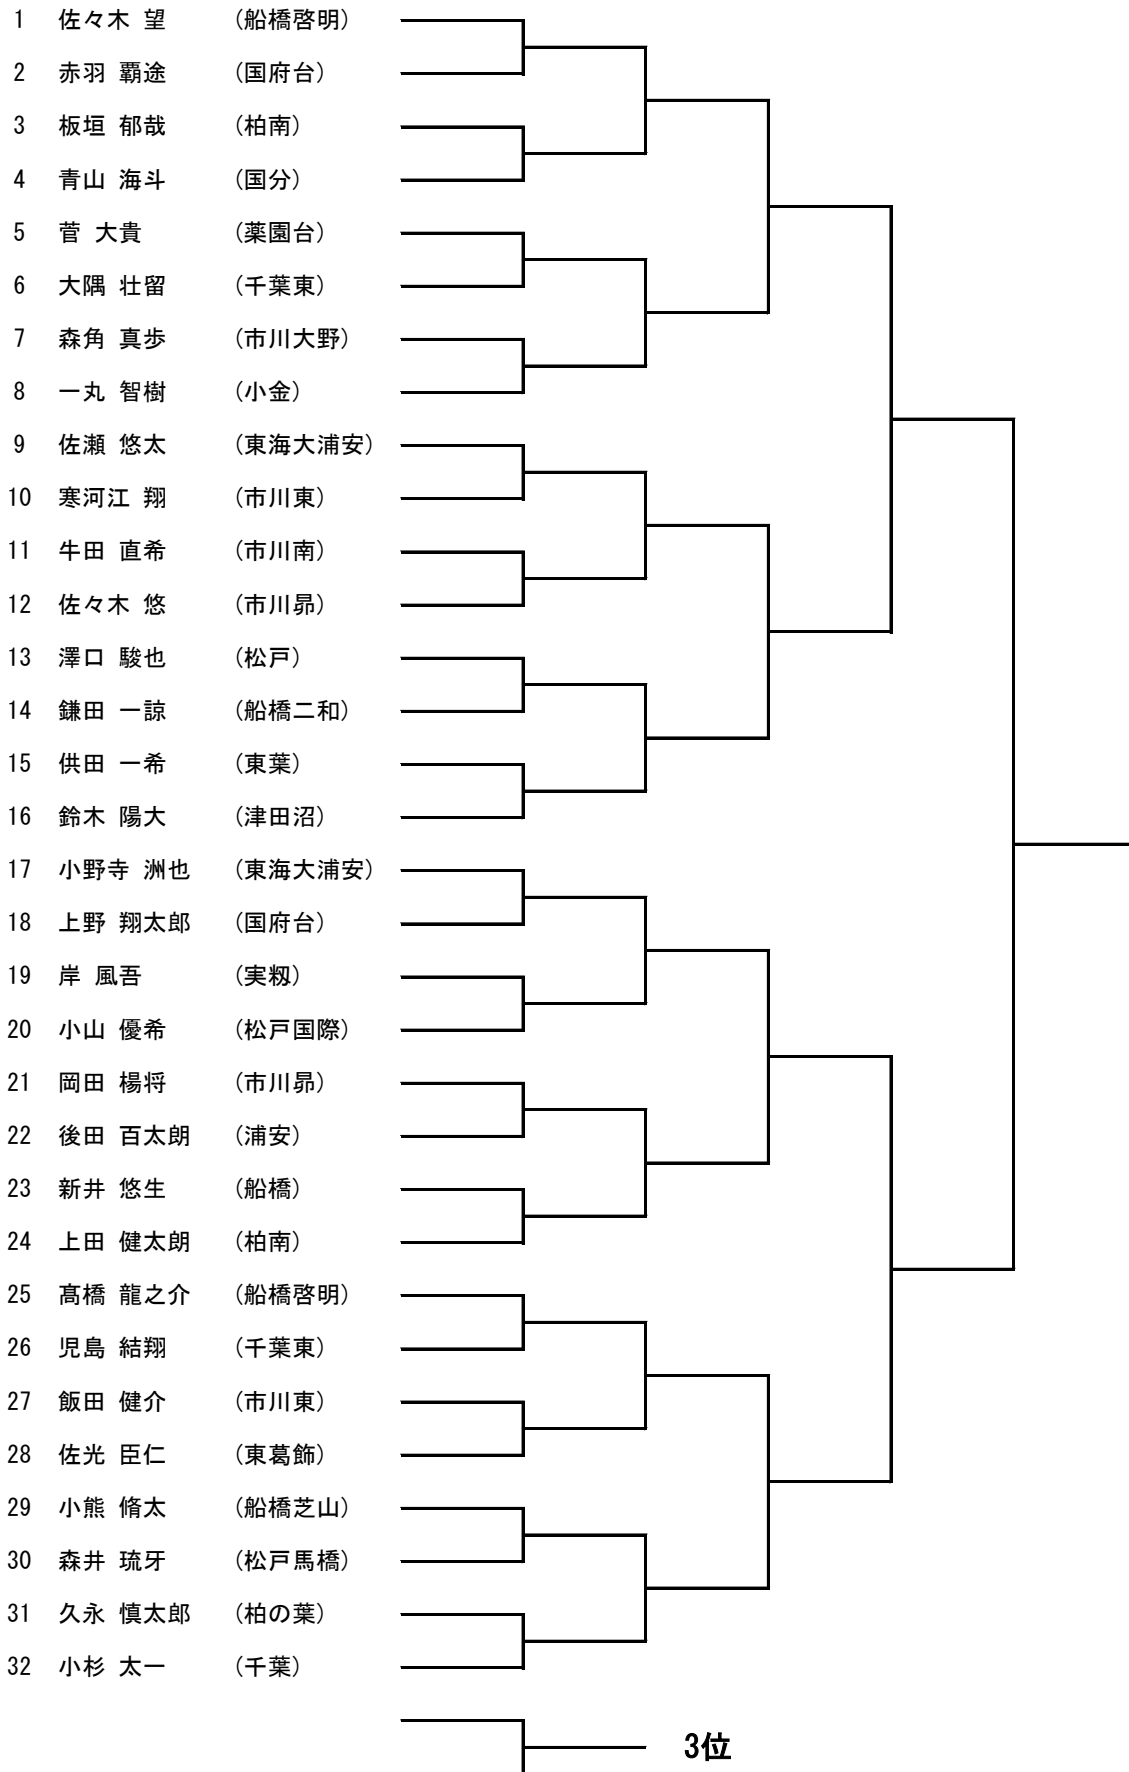 1 佐々木 望 (船橋啓明)
2 赤羽 覇途 (国府台)
3 板垣 郁哉 (柏南)
4 青山 海斗 (国分)
5 菅 大貴 (薬園台)
6 大隅 壮留 (千葉東)
7 森角 真歩 (市川大野)
8 一丸 智樹 (小金)
9 佐瀬 悠太 (東海大浦安)
10 寒河江 翔 (市川東)
11 牛田 直希 (市川南)
12 佐々木 悠 (市川昴)
13 澤口 駿也 (松戸)
14 鎌田 一諒 (船橋二和)
15 供田 一希 (東葉)
16 鈴木 陽大 (津田沼)
17 小野寺 洲也 (東海大浦安)
18 上野 翔太郎 (国府台)
19 岸 風吾 (実籾)
20 小山 優希 (松戸国際)
21 岡田 楊将 (市川昴)
22 後田 百太朗 (浦安)
23 新井 悠生 (船橋)
24 上田 健太朗 (柏南)
25 髙橋 龍之介 (船橋啓明)
26 児島 結翔 (千葉東)
27 飯田 健介 (市川東)
28 佐光 臣仁 (東葛飾)
29 小熊 脩太 (船橋芝山)
30 森井 琉牙 (松戸馬橋)
31 久永 慎太郎 (柏の葉)
32 小杉 太一 (千葉)
3位